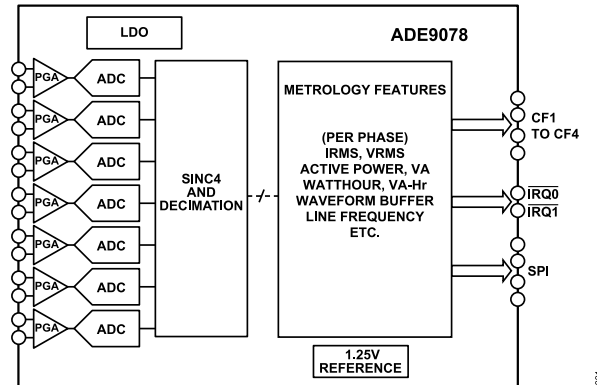 LDO
ADE9078
PGA
ADC
PGA
ADC
PGA
ADC
PGA
ADC
PGA
ADC
PGA
ADC
PGA
ADC
SINC4
AND
DECIMATION
METROLOGY FEATURES
(PER PHASE)
IRMS, VRMS
ACTIVE POWER, VA
WATTHOUR, VA-Hr
WAVEFORM BUFFER
LINE FREQUENCY
ETC.
CF1
TO CF4
IRQ0
IRQ1
SPI
1.25V
REFERENCE